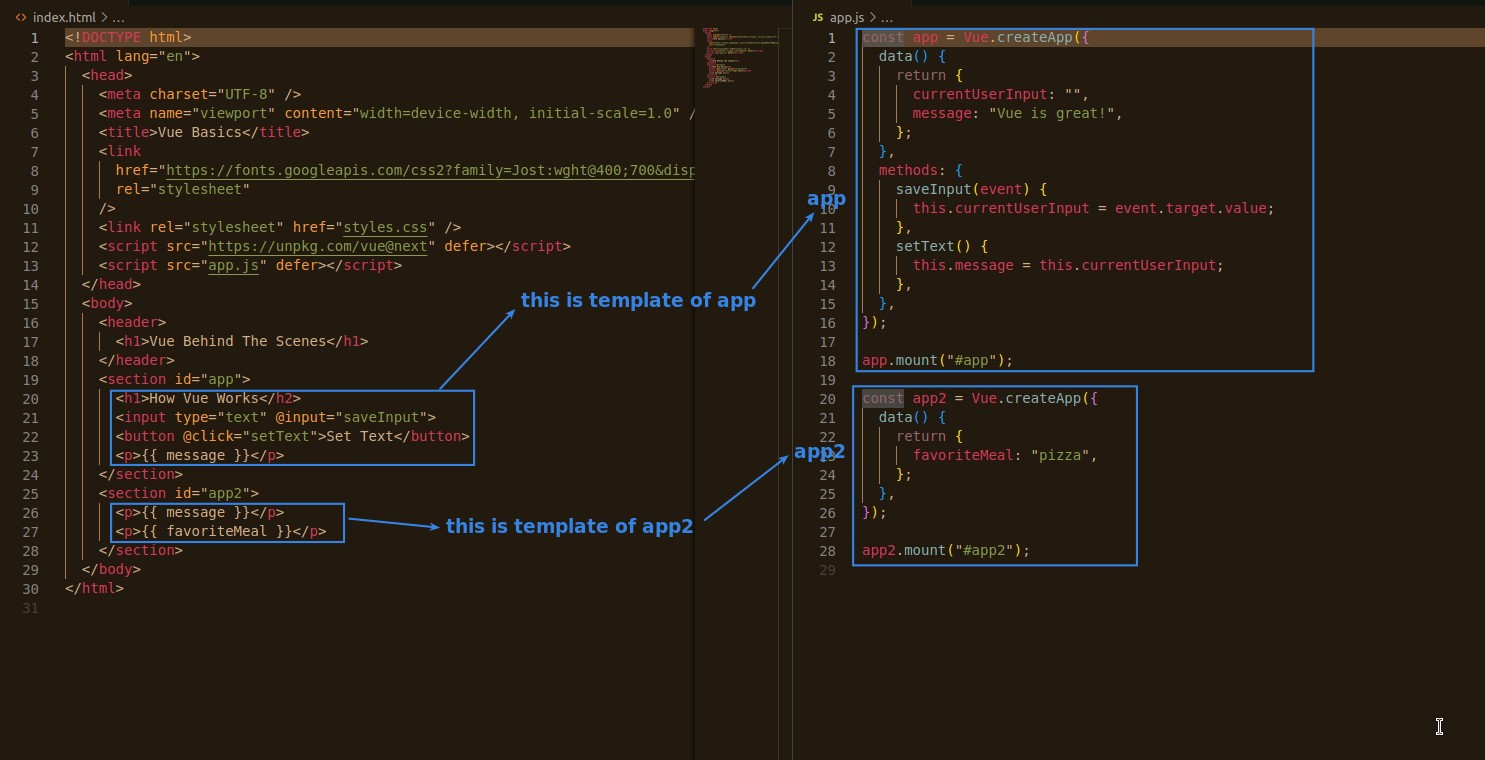 index.html > ...
1 <!DOCTYPE html>
2 <html lang="en">
3 <head>
4 <meta charset="UTF-8" />
5 <meta name="viewport" content="width=device-width, initial-scale=1.0" /
6 <title>Vue Basics</title>
7 <link
8 href="https://fonts.googleapis.com/css2?family=Jost:wght@400;700&disp
9 rel="stylesheet"
10 />
11 <link rel="stylesheet" href="styles.css" />
12 <script src="https://unpkg.com/vue@next" defer></script>
13 <script src="app.js" defer></script>
14 </head>
15 <body>
16 <header>
17 <h1>Vue Behind The Scenes</h1>
18 </header>
19 <section id="app">
20 <h1>How Vue Works</h2>
21 <input type="text" @input="saveInput">
22 <button @click="setText">Set Text</button>
23 <p>{{ message }}</p>
24 </section>
25 <section id="app2">
26 <p>{{ message }}</p>
27 <p>{{ favoriteMeal }}</p>
28 </section>
29 </body>
30 </html>
31
this is template of app
this is template of app2
app
app2
JS app.js > ...
1 const app = Vue.createApp({
2 data() {
3 return {
4 currentUserInput: "",
5 message: "Vue is great!",
6 };
7 },
8 methods: {
9 saveInput(event) {
10 this.currentUserInput = event.target.value;
11 },
12 setText() {
13 this.message = this.currentUserInput;
14 },
15 },
16 });
17
18 app.mount("#app");
19
20 const app2 = Vue.createApp({
21 data() {
22 return {
23 favoriteMeal: "pizza",
24 };
25 },
26 });
27
28 app2.mount("#app2");
29